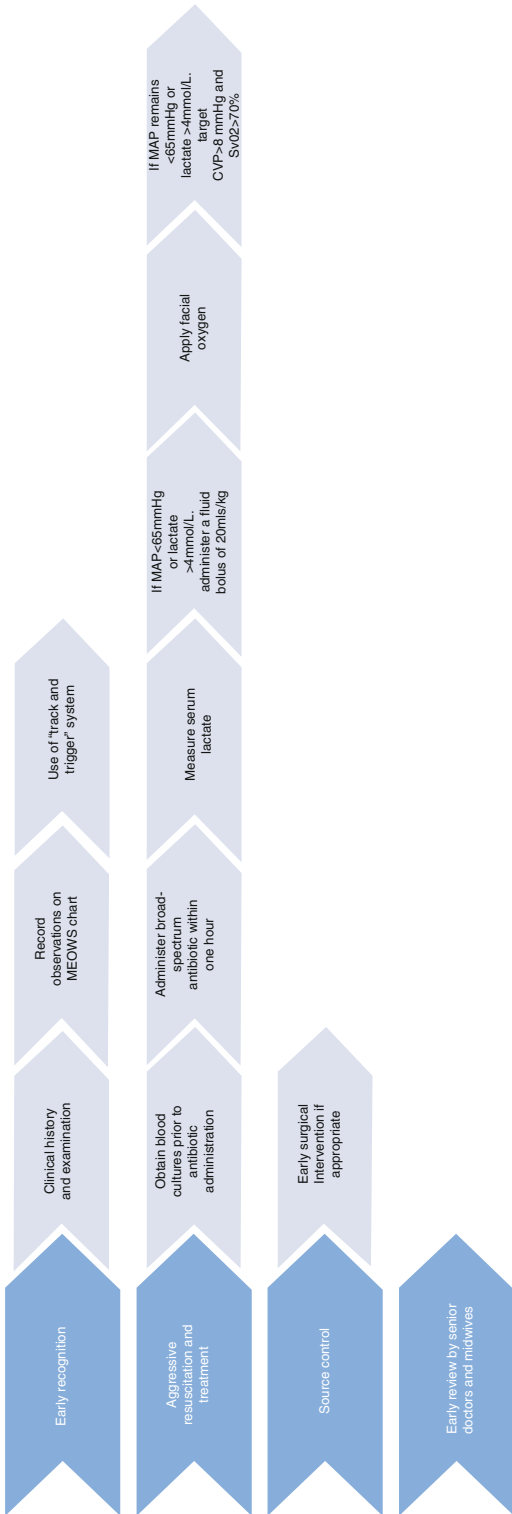 Early recognition
Clinical history
and examination
Record
observations on
MEOWS chart
Use of “track and
trigger” system
Aggressive
resuscitation and
treatment
Obtain blood
cultures prior to
antibiotic
administration
Administer broad-
spectrum
antibiotic within
one hour
Measure serum
lactate
If MAP<65mmHg
or lactate
>4mmol/L.
administer a fluid
bolus of 20mls/kg
Apply facial
oxygen
If MAP remains
<65mmHg or
lactate >4mmol/L.
target
CVP>8 mmHg and
Sv02>70%
Source control
Early surgical
Intervention if
appropriate
Early review by senior
doctors and midwives